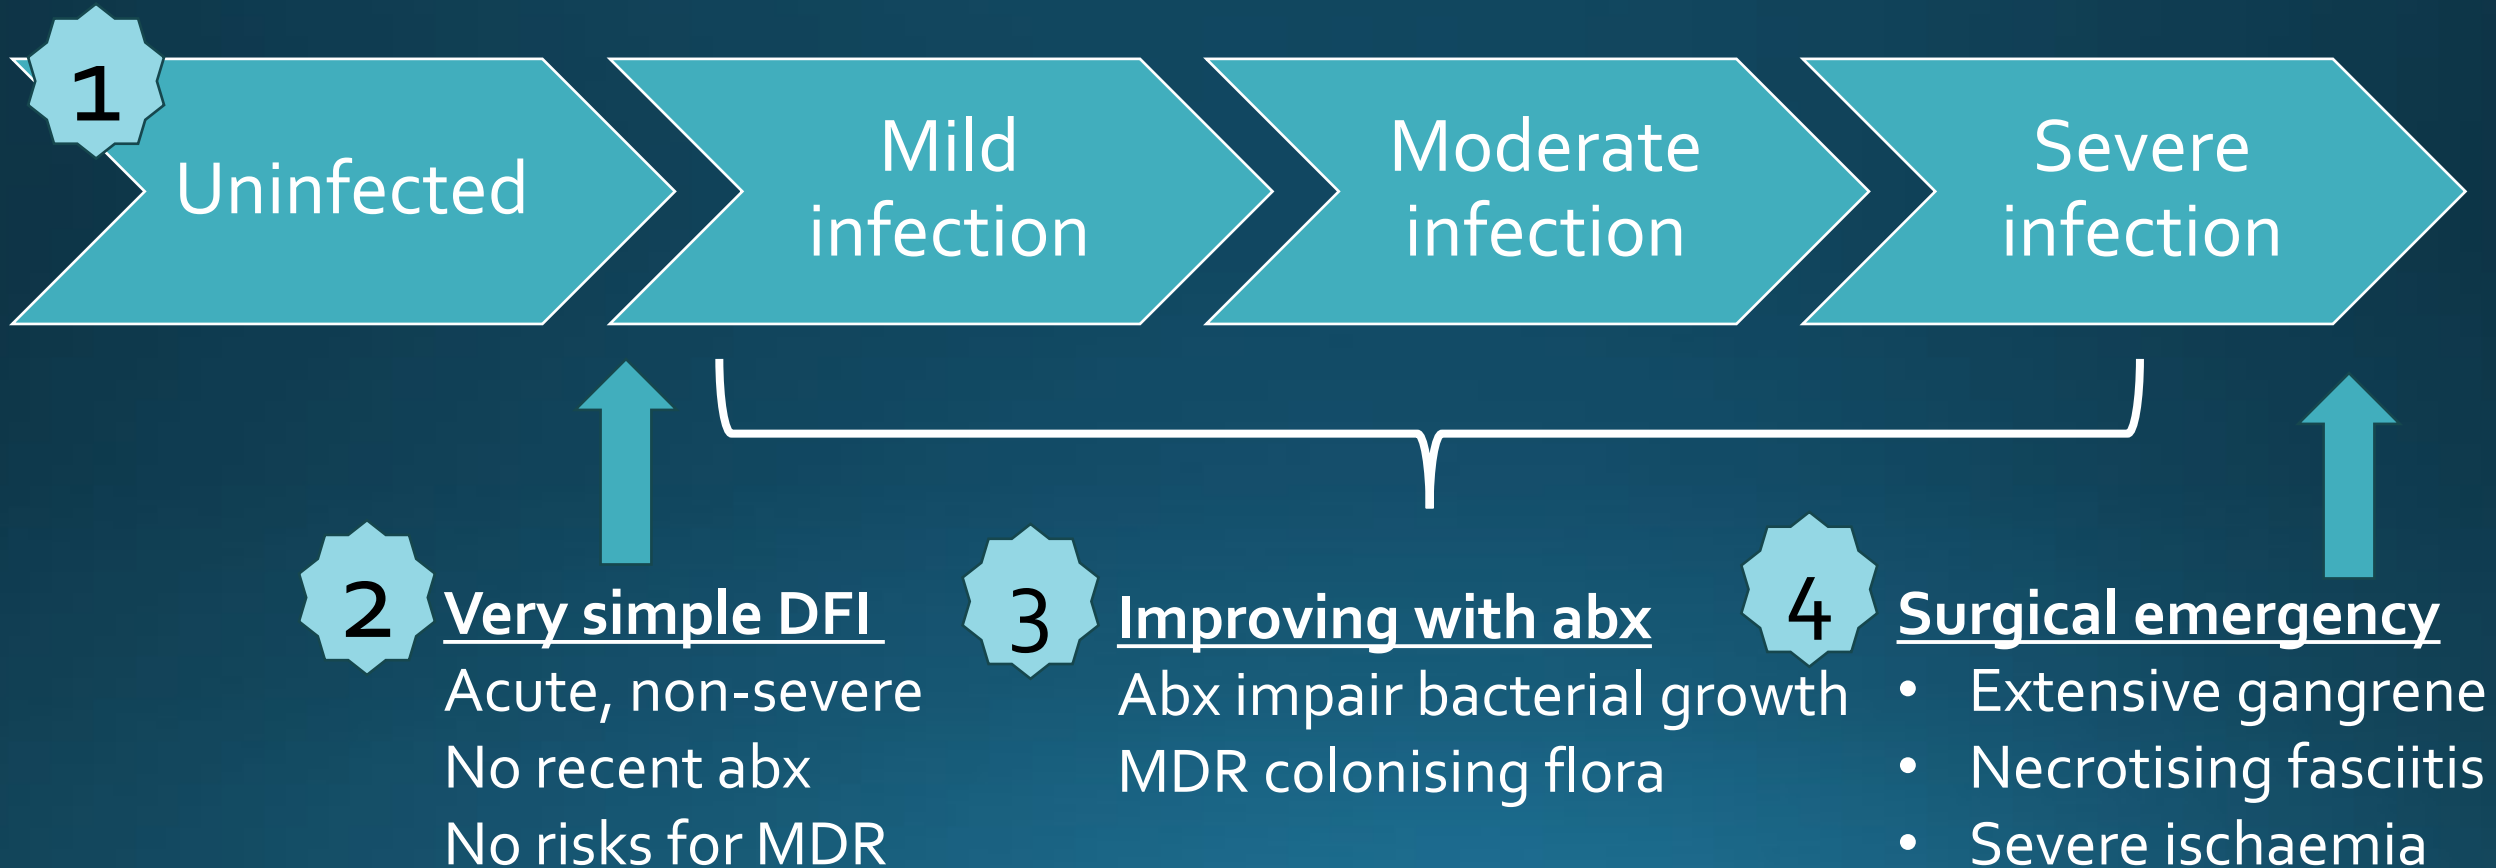 1
Uninfected
Mild
infection
Moderate
infection
Severe
infection
2
Very simple DFI
Acute, non-severe
No recent abx
No risks for MDR
3
Improving with abx
Abx impair bacterial growth
MDR colonising flora
4
Surgical emergency
• Extensive gangrene
• Necrotising fasciitis
• Severe ischaemia